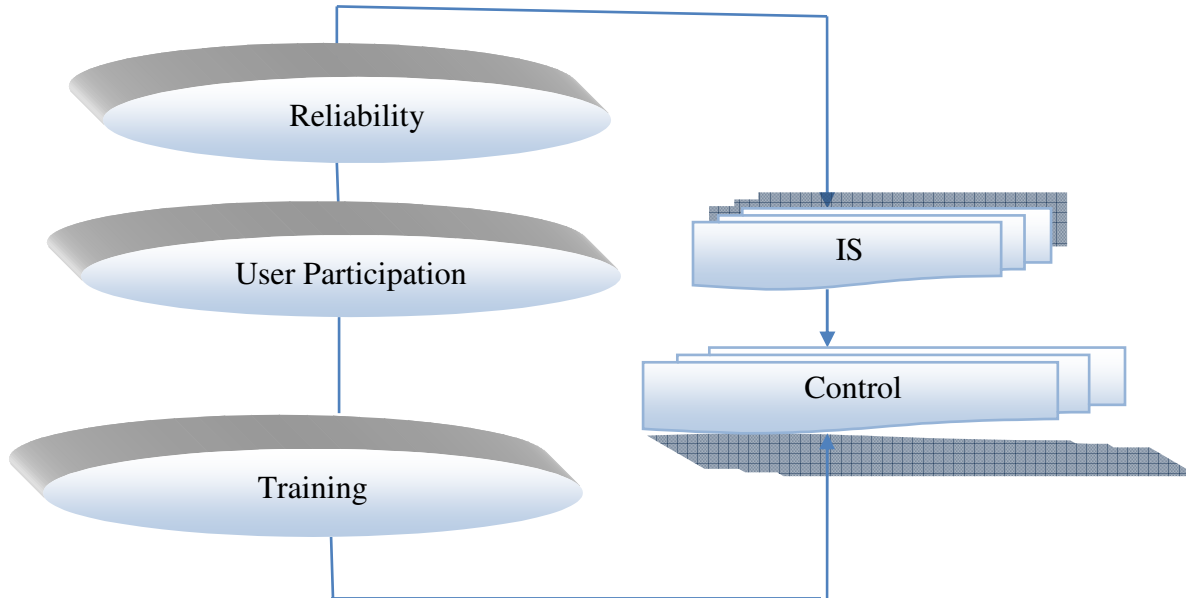 Reliability
User Participation
Training
IS
Control